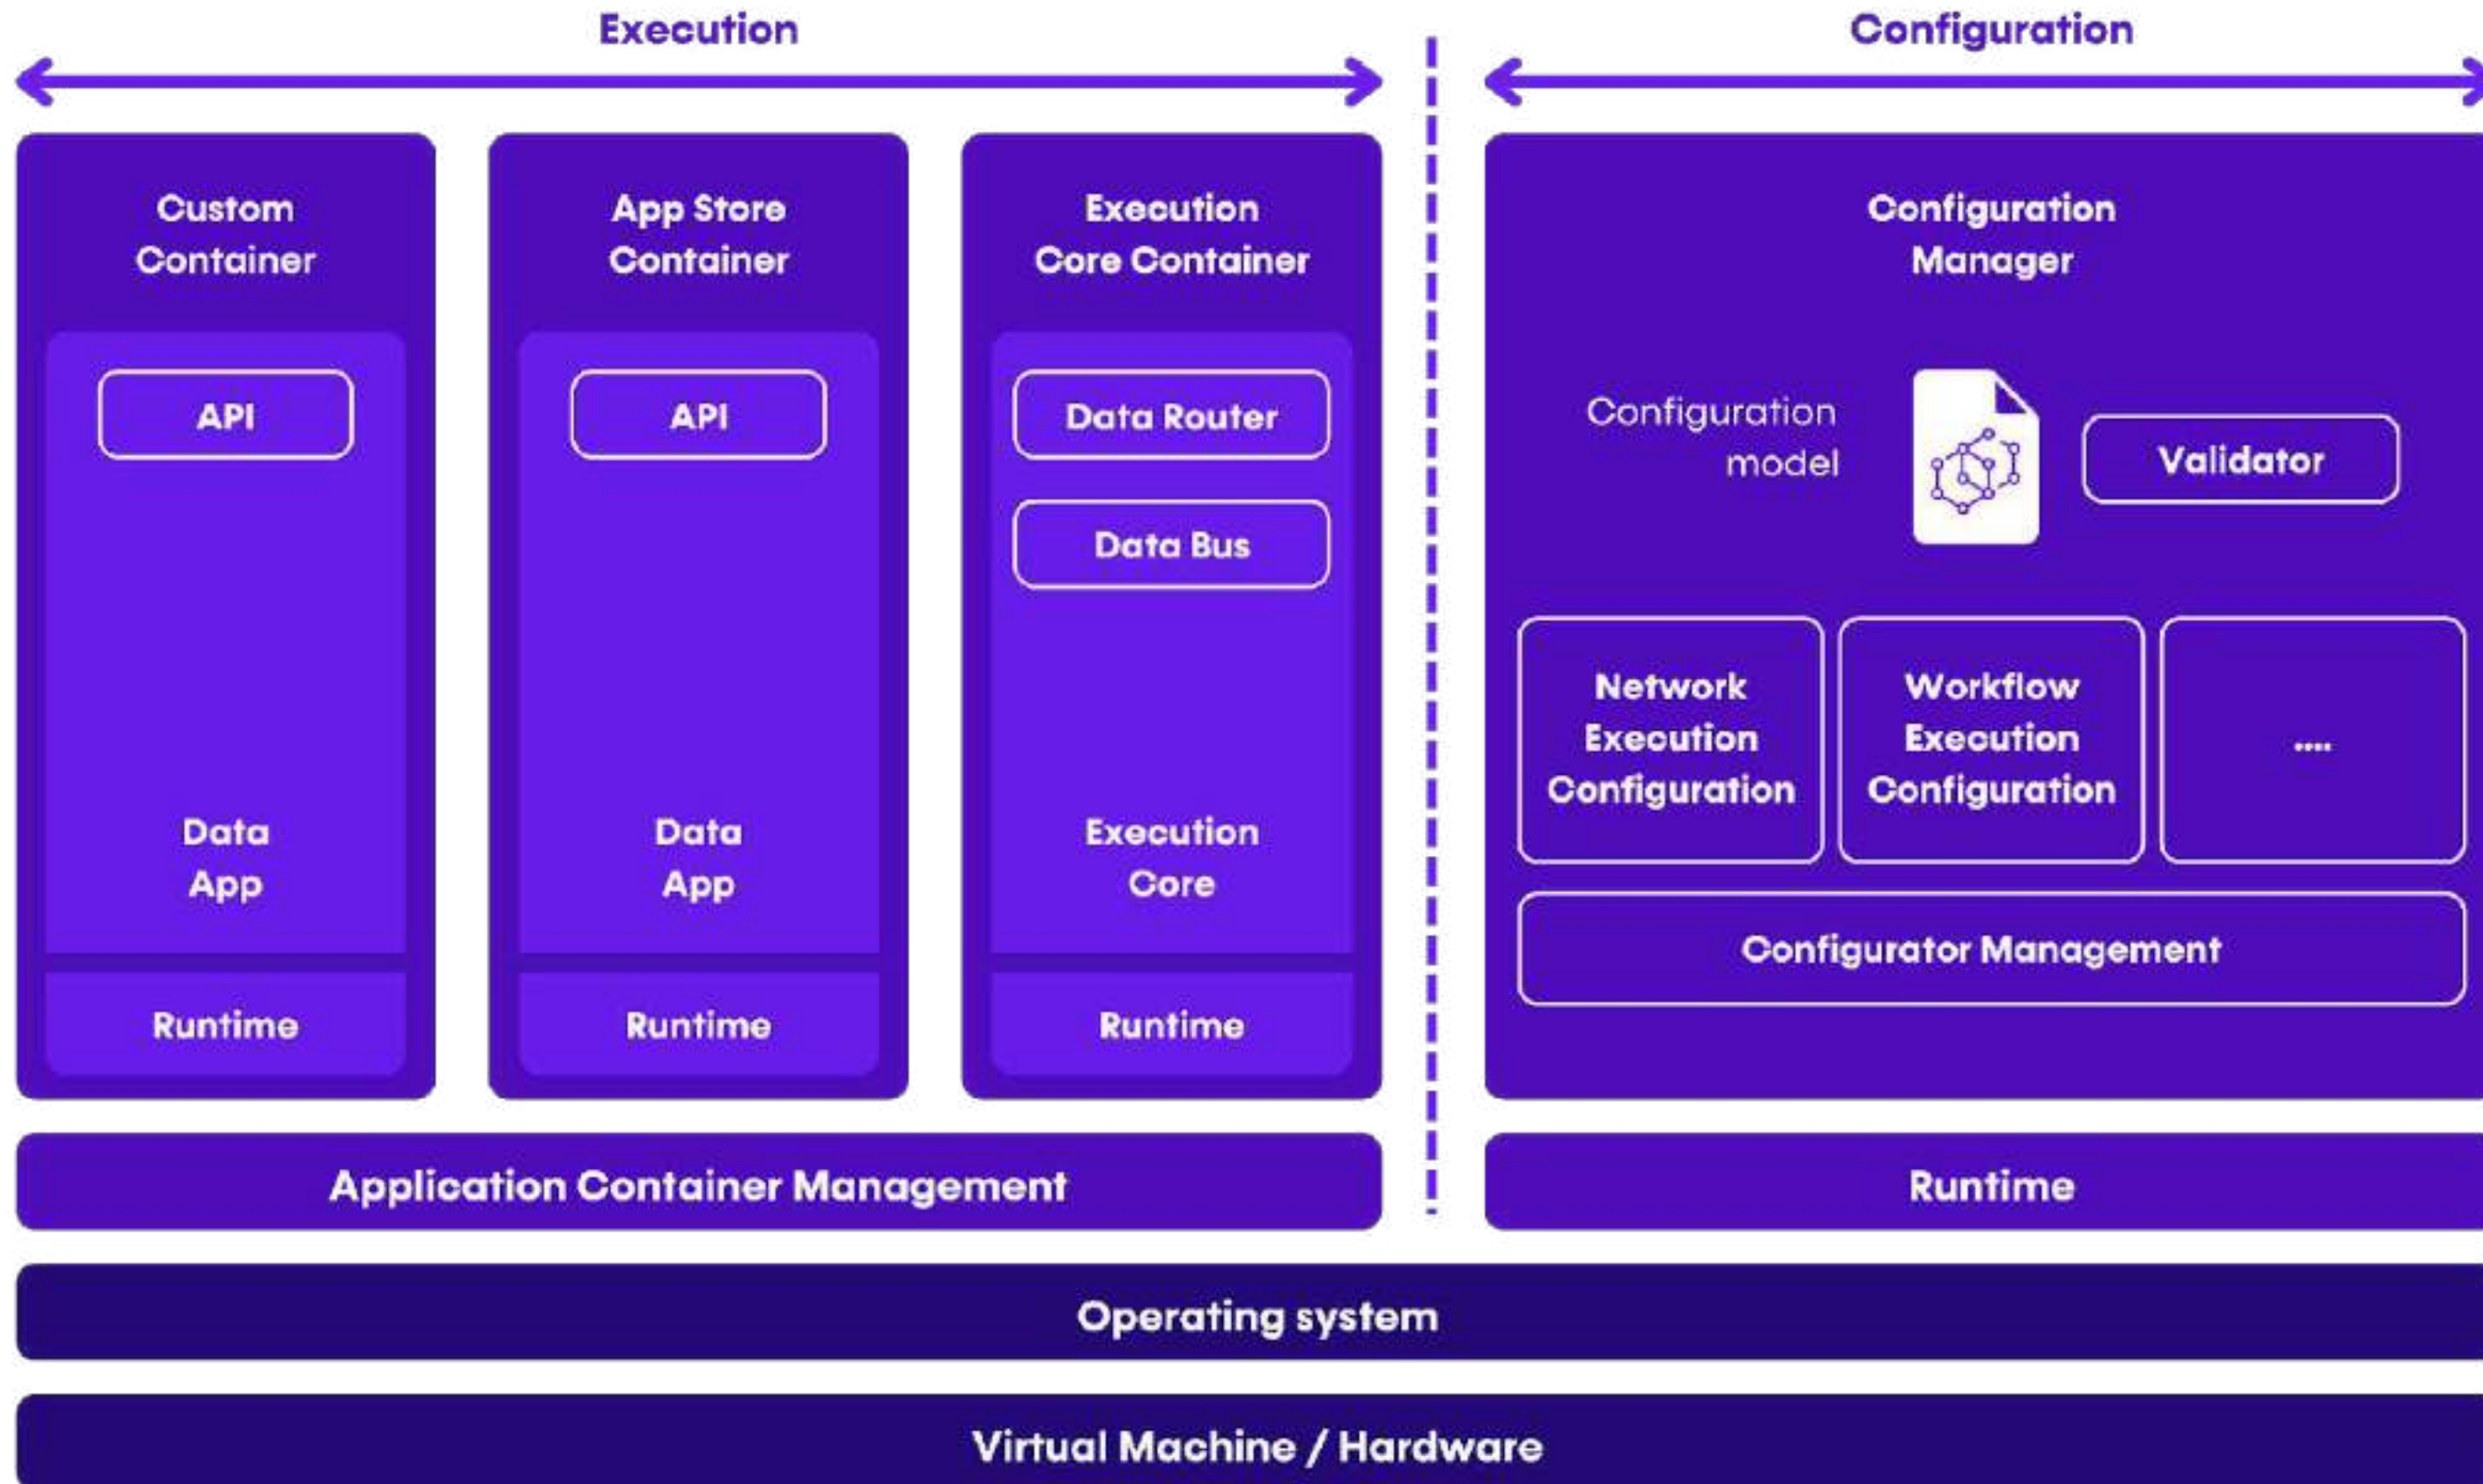 Execution
Configuration
Custom
Container
API
Data
App
Runtime
App Store
Container
API
Data
App
Runtime
Execution
Core Container
Data Router
Data Bus
Execution
Core
Runtime
Configuration
Manager
Configuration
model
Validator
Network
Execution
Configuration
Workflow
Execution
Configuration
....
Configurator Management
Application Container Management
Runtime
Operating system
Virtual Machine / Hardware